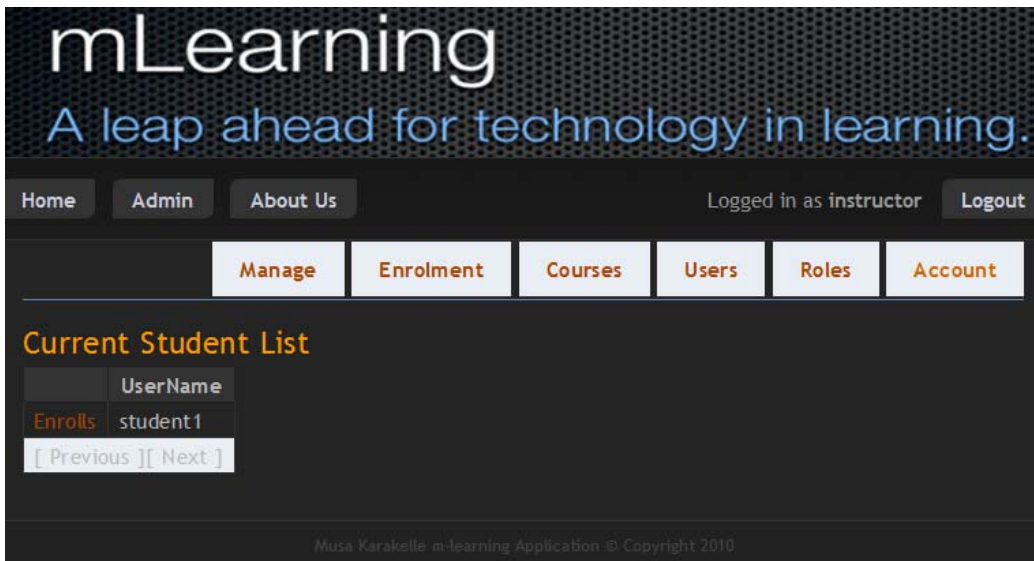 mLearning
A leap ahead for technology in learning.
Home Admin About Us Logged in as instructor Logout
Manage Enrolment Courses Users Roles Account
Current Student List
UserName
Enrolls student1
[ Previous ][ Next ]
Musa Karakelle m-learning Application © Copyright 2010